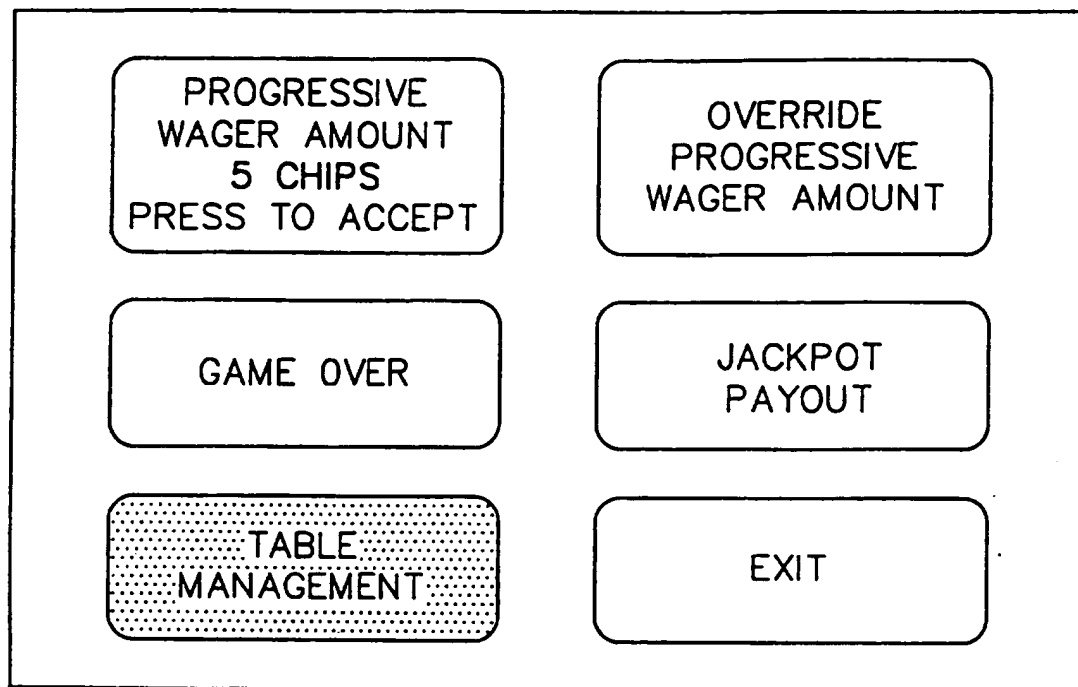 PROGRESSIVE
WAGER AMOUNT
5 CHIPS
PRESS TO ACCEPT
OVERRIDE
PROGRESSIVE
WAGER AMOUNT
GAME OVER
JACKPOT
PAYOUT
TABLE
MANAGEMENT
EXIT